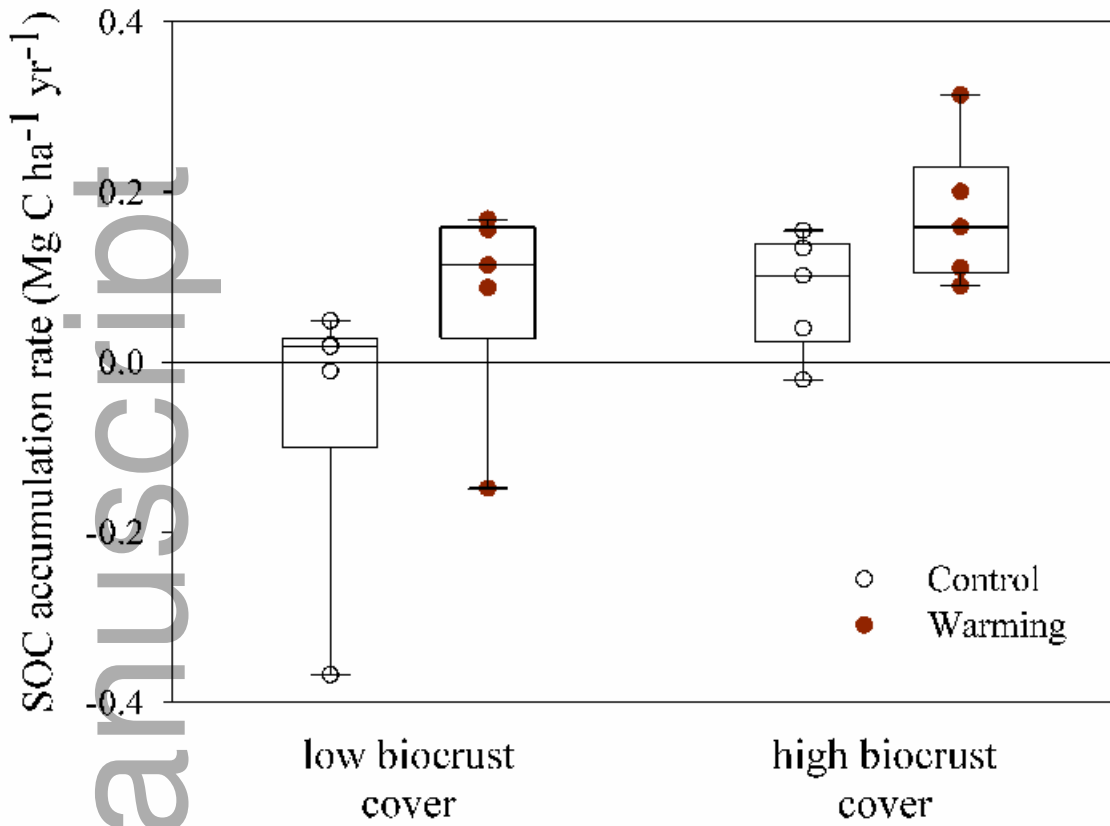 SOC accumulation rate (Mg C ha⁻¹ yr⁻¹)
0.4
0.2
0.0
-0.2
-0.4
anuscript
Control
Warming
low biocrust
cover
high biocrust
cover